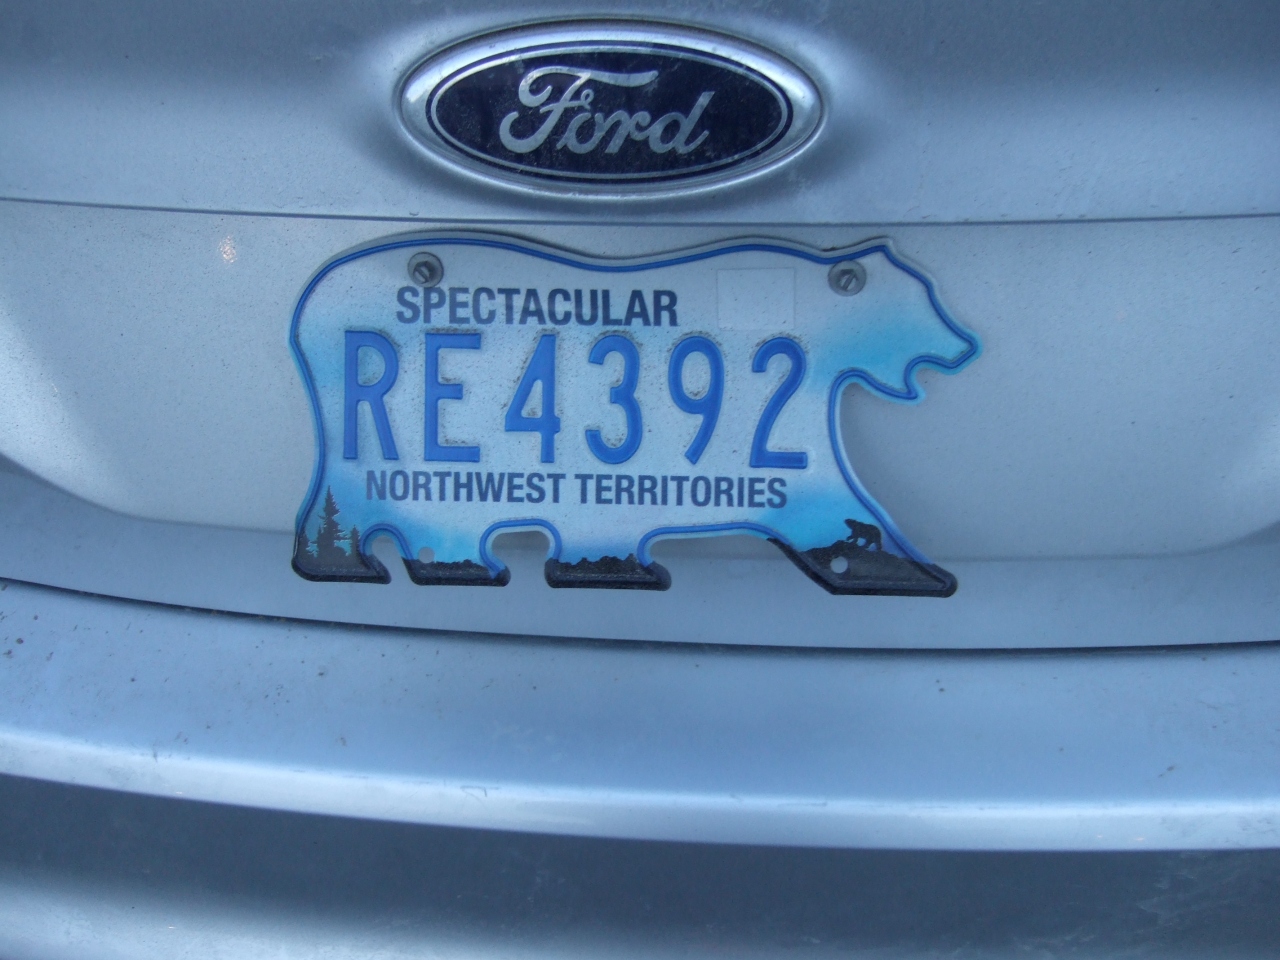 Ford
SPECTACULAR
RE4392
NORTHWEST TERRITORIES